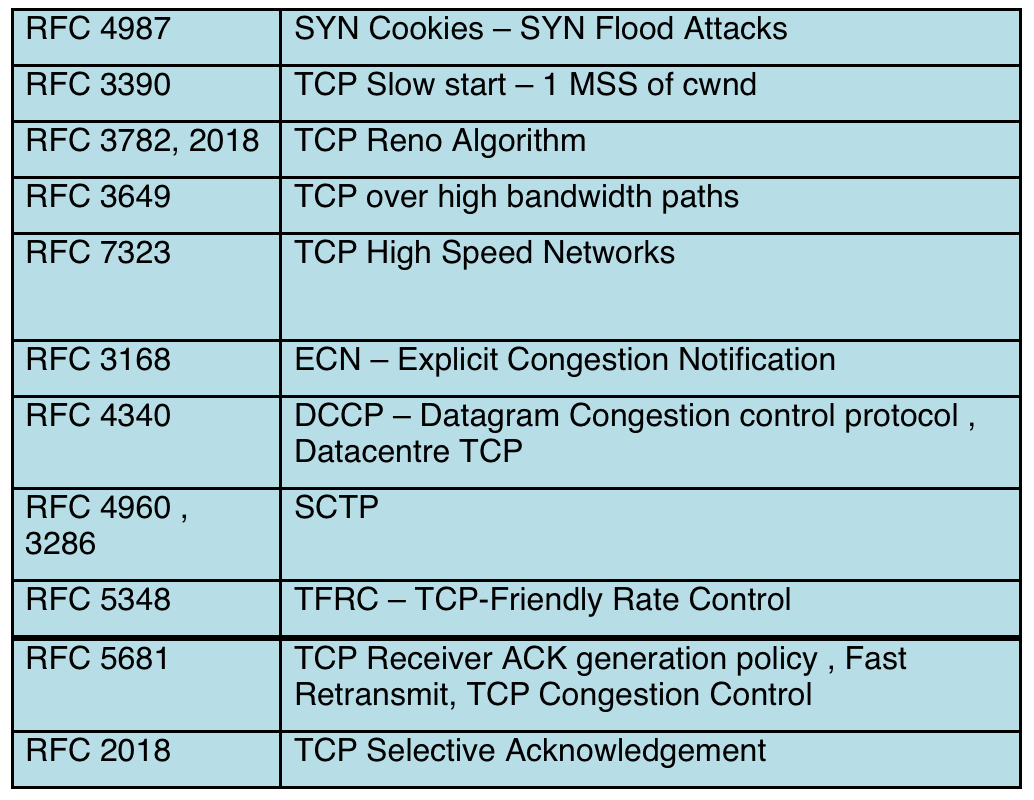 RFC 4987 SYN Cookies – SYN Flood Attacks
RFC 3390 TCP Slow start – 1 MSS of cwnd
RFC 3782, 2018 TCP Reno Algorithm
RFC 3649 TCP over high bandwidth paths
RFC 7323 TCP High Speed Networks
RFC 3168 ECN – Explicit Congestion Notification
RFC 4340 DCCP – Datagram Congestion control protocol ,
Datacentre TCP
RFC 4960 , SCTP
3286
RFC 5348 TFRC – TCP-Friendly Rate Control
RFC 5681 TCP Receiver ACK generation policy , Fast
Retransmit, TCP Congestion Control
RFC 2018 TCP Selective Acknowledgement